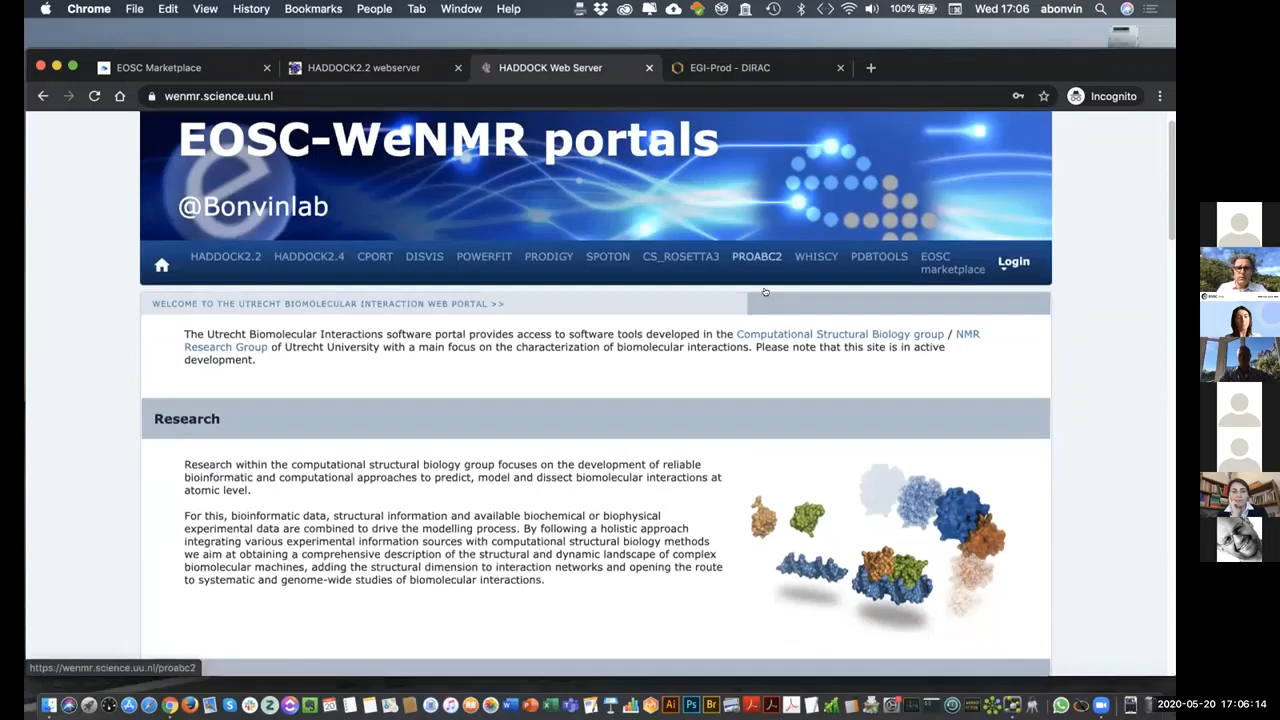 Chrome File Edit View History Bookmarks People Tab Window Help 100% Wed 17:06 abonvin
EOSC Marketplace HADDOCK2.2 webserver HADDOCK Web Server EGI-Prod - DIRAC
wenmr.science.uu.nl Incognito
EOSC-WeNMR portals
@Bonvinlab
HADDOCK2.2 HADDOCK2.4 CPORT DISVIS POWERFIT PRODIGY SPOTON CS_ROSETTA3 PROABC2 WHISCY PDBTOOLS EOSC marketplace Login
WELCOME TO THE UTRECHT BIOMOLECULAR INTERACTION WEB PORTAL >>
The Utrecht Biomolecular Interactions software portal provides access to software tools developed in the Computational Structural Biology group / NMR
Research Group of Utrecht University with a main focus on the characterization of biomolecular interactions. Please note that this site is in active
development.
Research
Research within the computational structural biology group focuses on the development of reliable
bioinformatic and computational approaches to predict, model and dissect biomolecular interactions at
atomic level.
For this, bioinformatic data, structural information and available biochemical or biophysical
experimental data are combined to drive the modelling process. By following a holistic approach
integrating various experimental information sources with computational structural biology methods
we aim at obtaining a comprehensive description of the structural and dynamic landscape of complex
biomolecular machines, adding the structural dimension to interaction networks and opening the route
to systematic and genome-wide studies of biomolecular interactions.
https://wenmr.science.uu.nl/proabc2
Ai Ps Br
2020-05-20 17:06:14